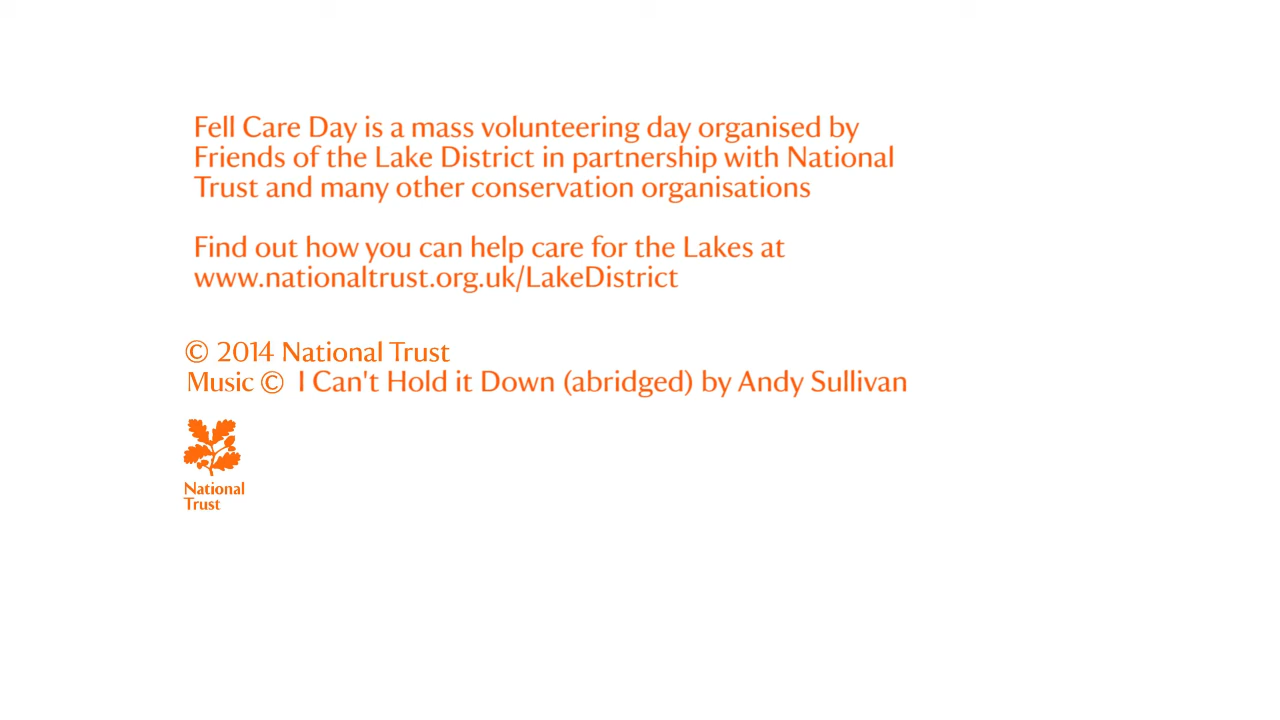 Fell Care Day is a mass volunteering day organised by
Friends of the Lake District in partnership with National
Trust and many other conservation organisations
Find out how you can help care for the Lakes at
www.nationaltrust.org.uk/LakeDistrict
© 2014 National Trust
Music © I Can't Hold it Down (abridged) by Andy Sullivan
National
Trust